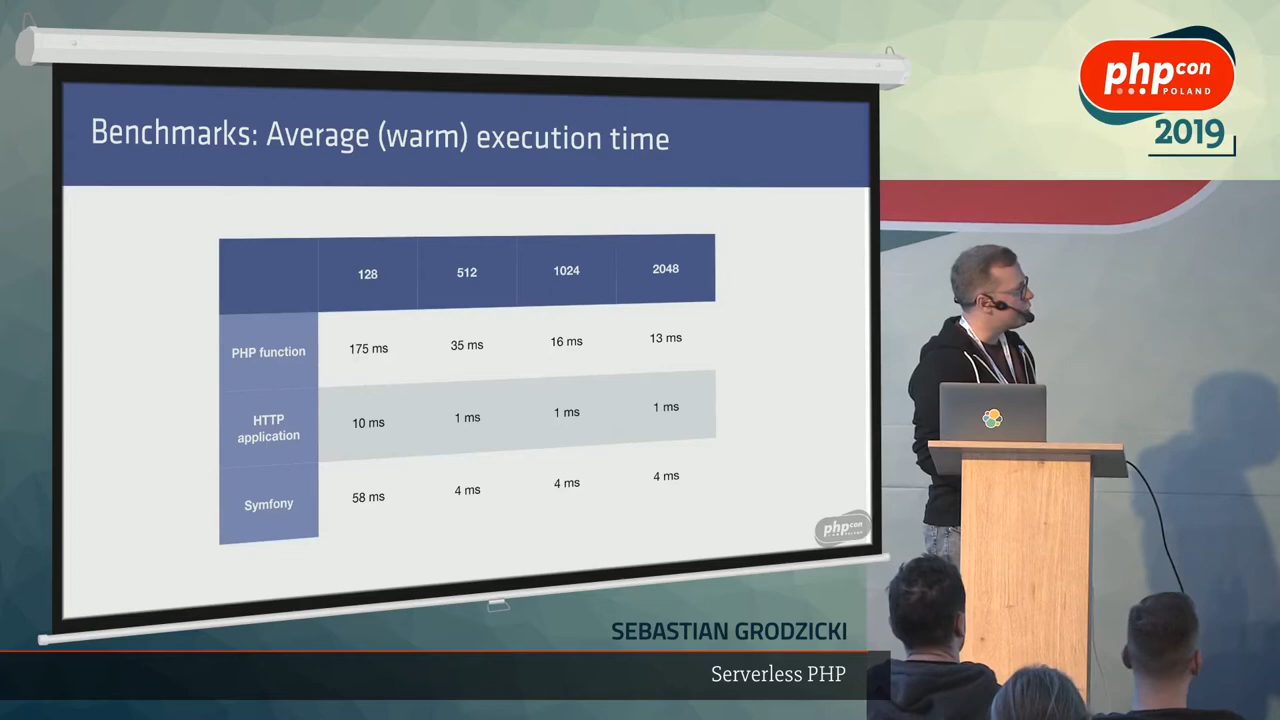 Benchmarks: Average (warm) execution time
128 512 1024 2048
PHP function 175 ms 35 ms 16 ms 13 ms
HTTP application 10 ms 1 ms 1 ms 1 ms
Symfony 58 ms 4 ms 4 ms 4 ms
phpcon
POLAND
phpcon
POLAND
2019
SEBASTIAN GRODZICKI
Serverless PHP